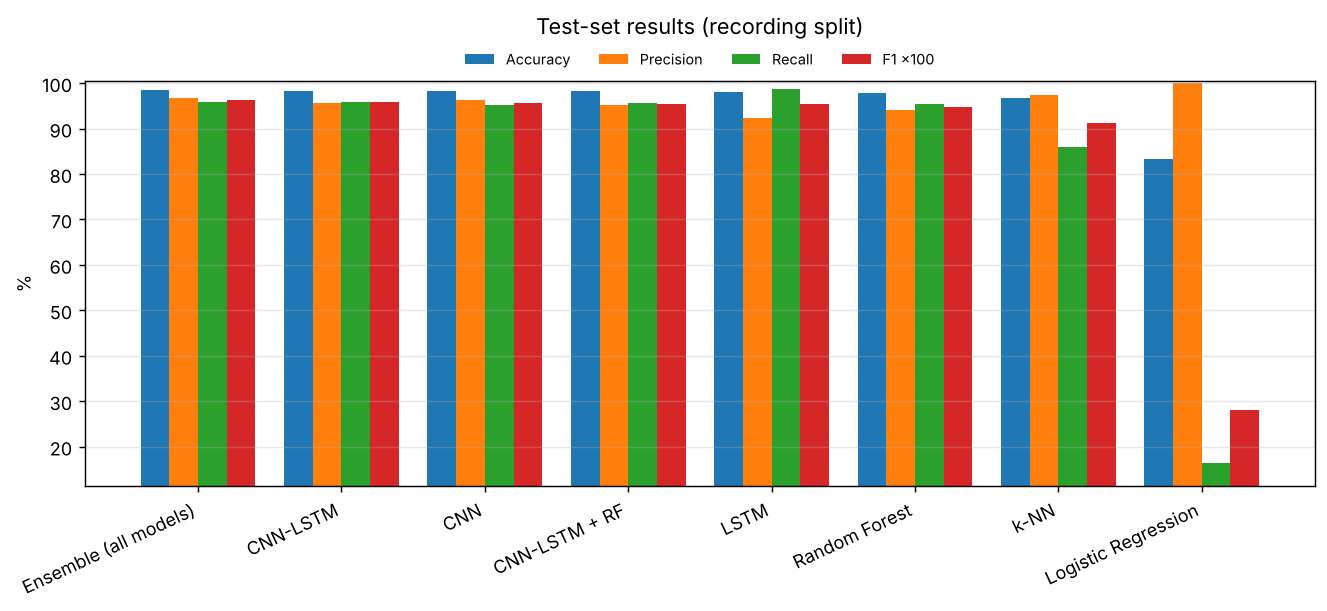 Test-set results (recording split)
Accuracy Precision Recall F1 ×100
%
100
90
80
70
60
50
40
30
20
Ensemble (all models)
CNN-LSTM
CNN
CNN-LSTM + RF
LSTM
Random Forest
k-NN
Logistic Regression